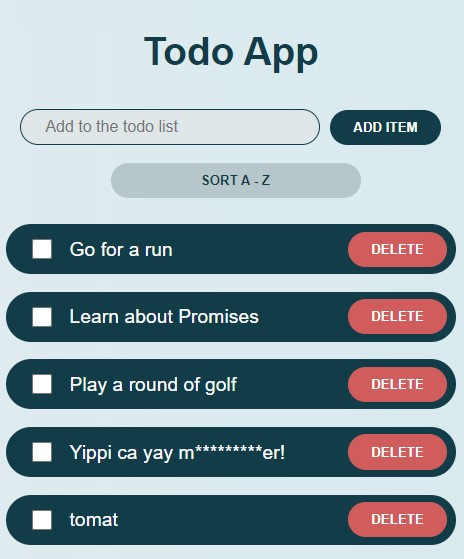 Todo App
Add to the todo list
ADD ITEM
SORT A - Z
Go for a run
DELETE
Learn about Promises
DELETE
Play a round of golf
DELETE
Yippi ca yay m*********er!
DELETE
tomat
DELETE